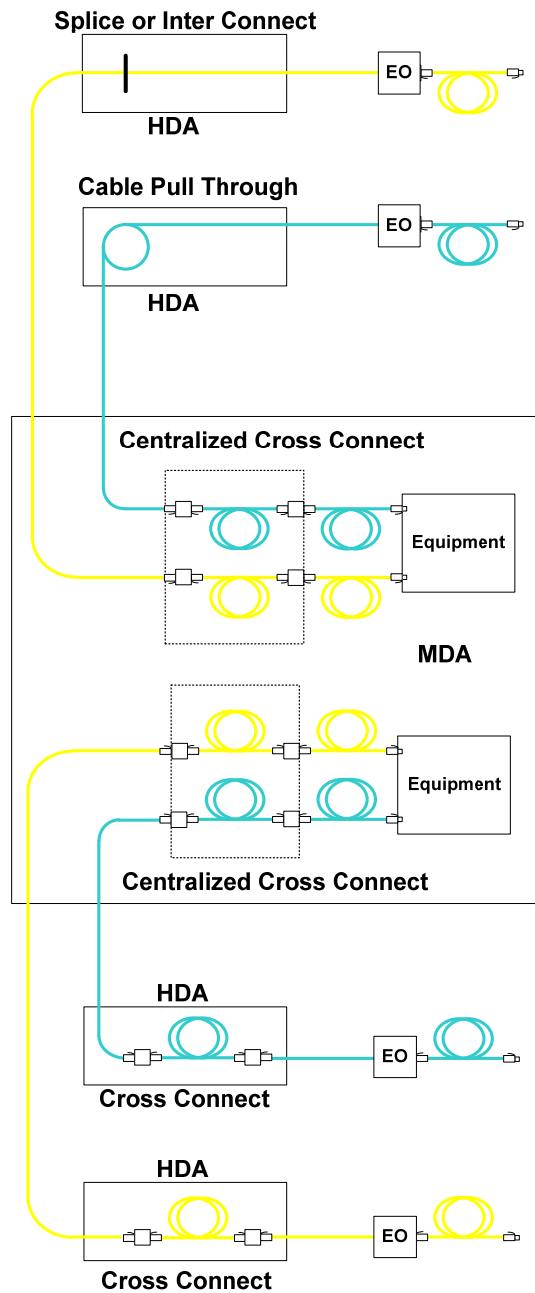 Splice or Inter Connect
EO
HDA
Cable Pull Through
EO
HDA
Centralized Cross Connect
Equipment
MDA
Equipment
Centralized Cross Connect
HDA
EO
Cross Connect
HDA
EO
Cross Connect